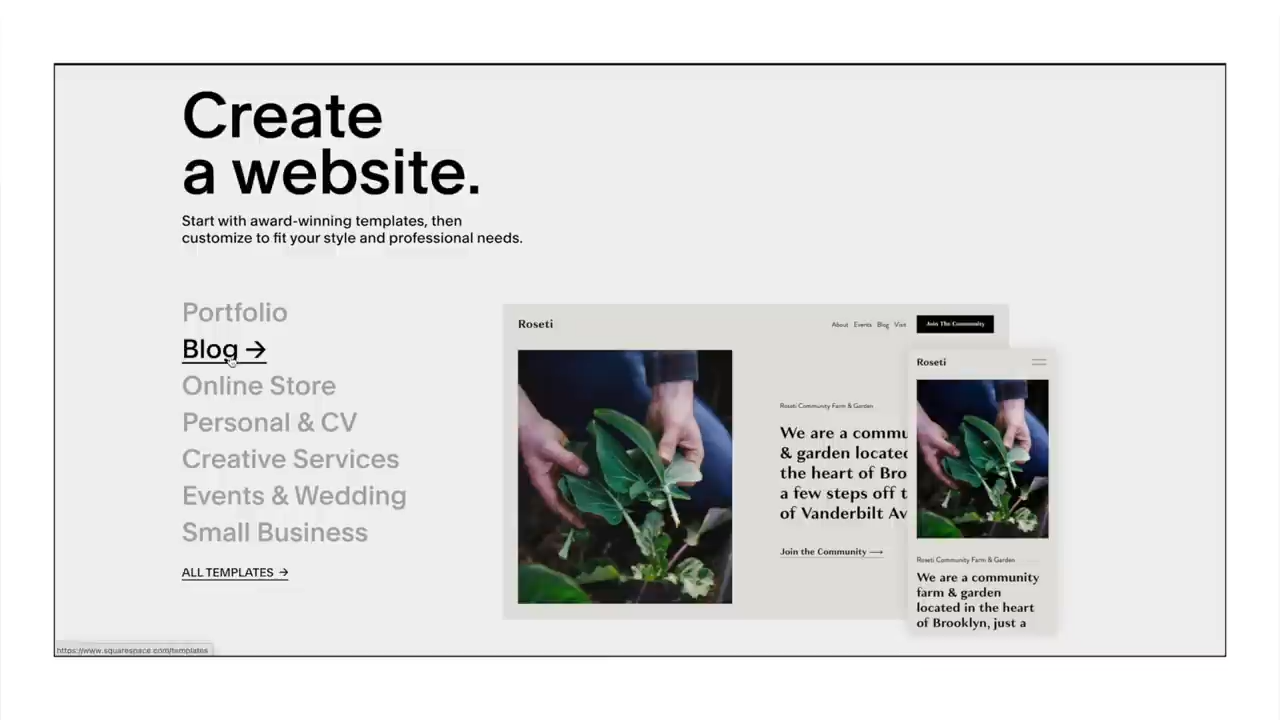 Create
a website.
Start with award-winning templates, then
customize to fit your style and professional needs.
Portfolio
Blog →
Online Store
Personal & CV
Creative Services
Events & Wedding
Small Business
ALL TEMPLATES →
Roseti
About Events Blog Visit
Join The Community
Roseti Community Farm & Garden
We are a commu
& garden located
the heart of Bro
a few steps off t
of Vanderbilt Av
Join the Community →
Roseti
Roseti Community Farm & Garden
We are a community
farm & garden
located in the heart
of Brooklyn, just a
https://www.squarespace.com/templates